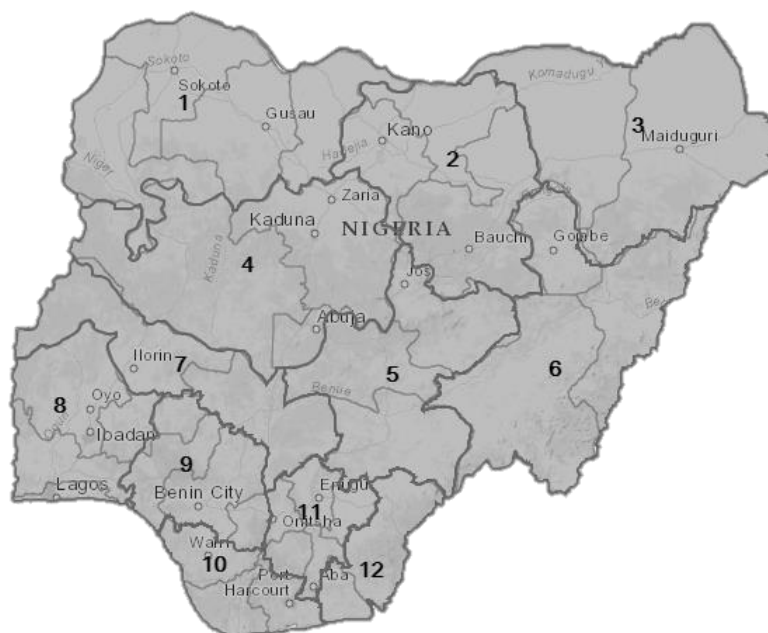 Sokoto
Sokoto
1
Gusau
Komadugu
3
Maiduguri
Kano
2
Niger
Zaria
Kaduna
NIGERIA
Bauchi
Gombe
4
Kaduna
Jos
Abuja
Ilorin
7
Benue
5
6
8
Oyo
Ibadan
9
Benin City
Lagos
Enugu
11
Onitsha
Warri
10
12
Port
Harcourt
Aba